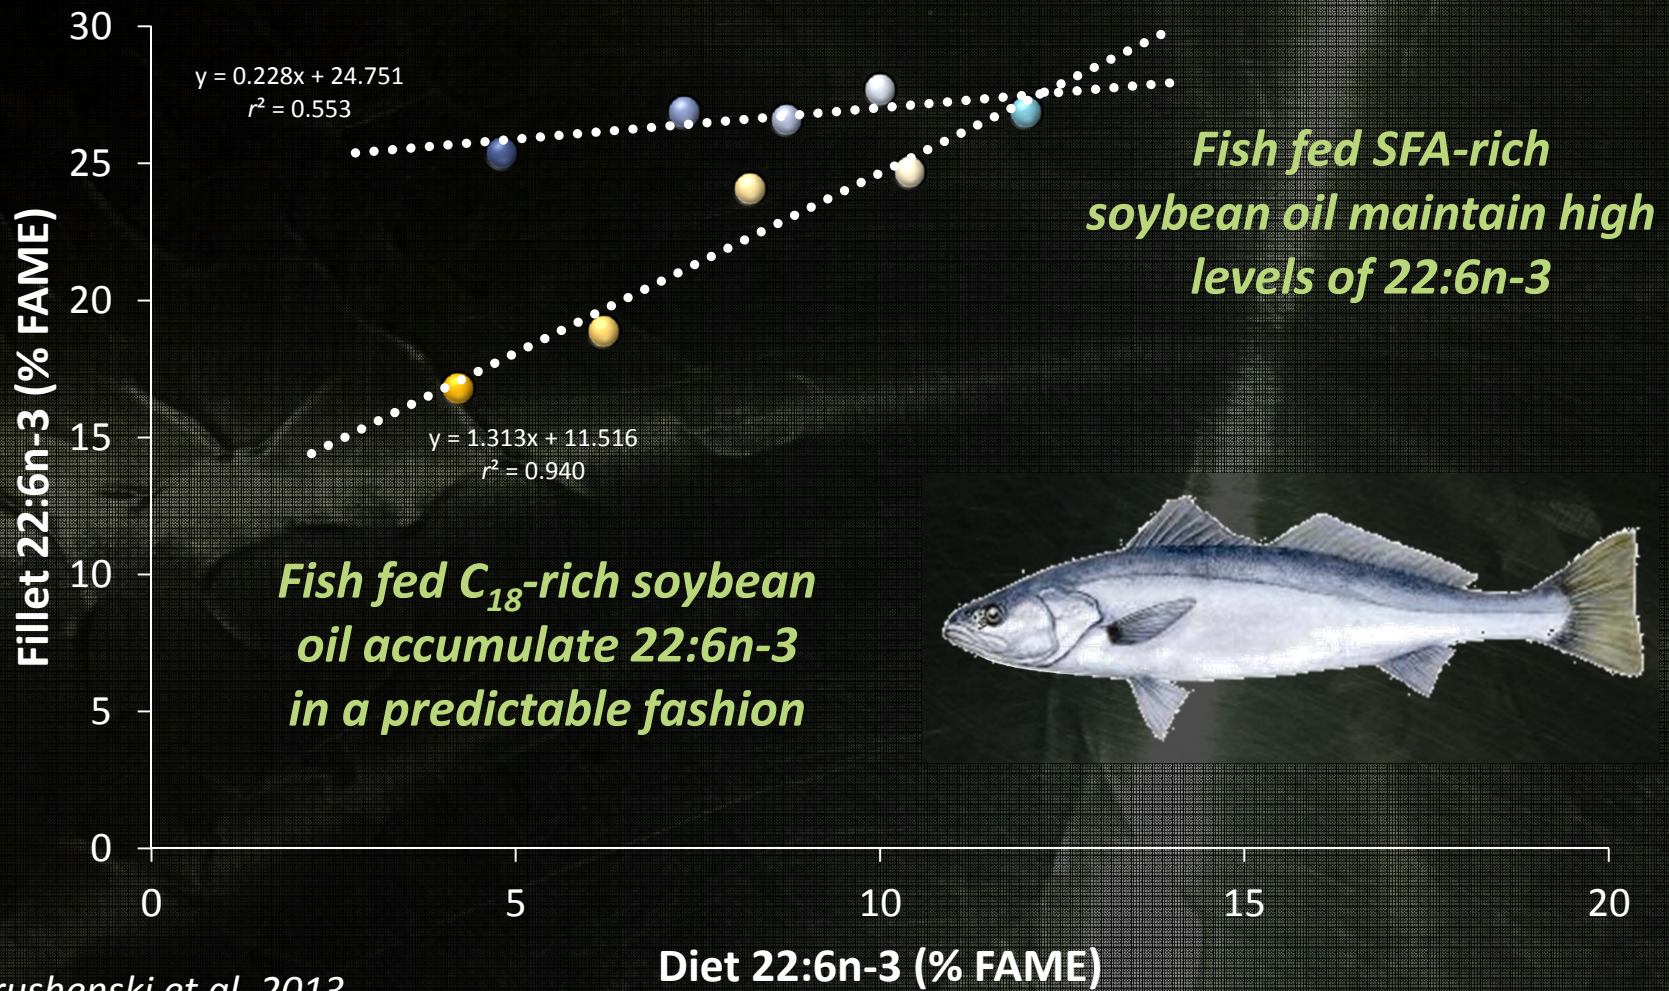 30
25
20
15
10
5
0
Fillet 22:6n-3 (% FAME)
y = 0.228x + 24.751
r² = 0.553
Fish fed SFA-rich
soybean oil maintain high
levels of 22:6n-3
y = 1.313x + 11.516
r² = 0.940
Fish fed C₁₈-rich soybean
oil accumulate 22:6n-3
in a predictable fashion
0 5 10 15 20
Diet 22:6n-3 (% FAME)
et al. 2013